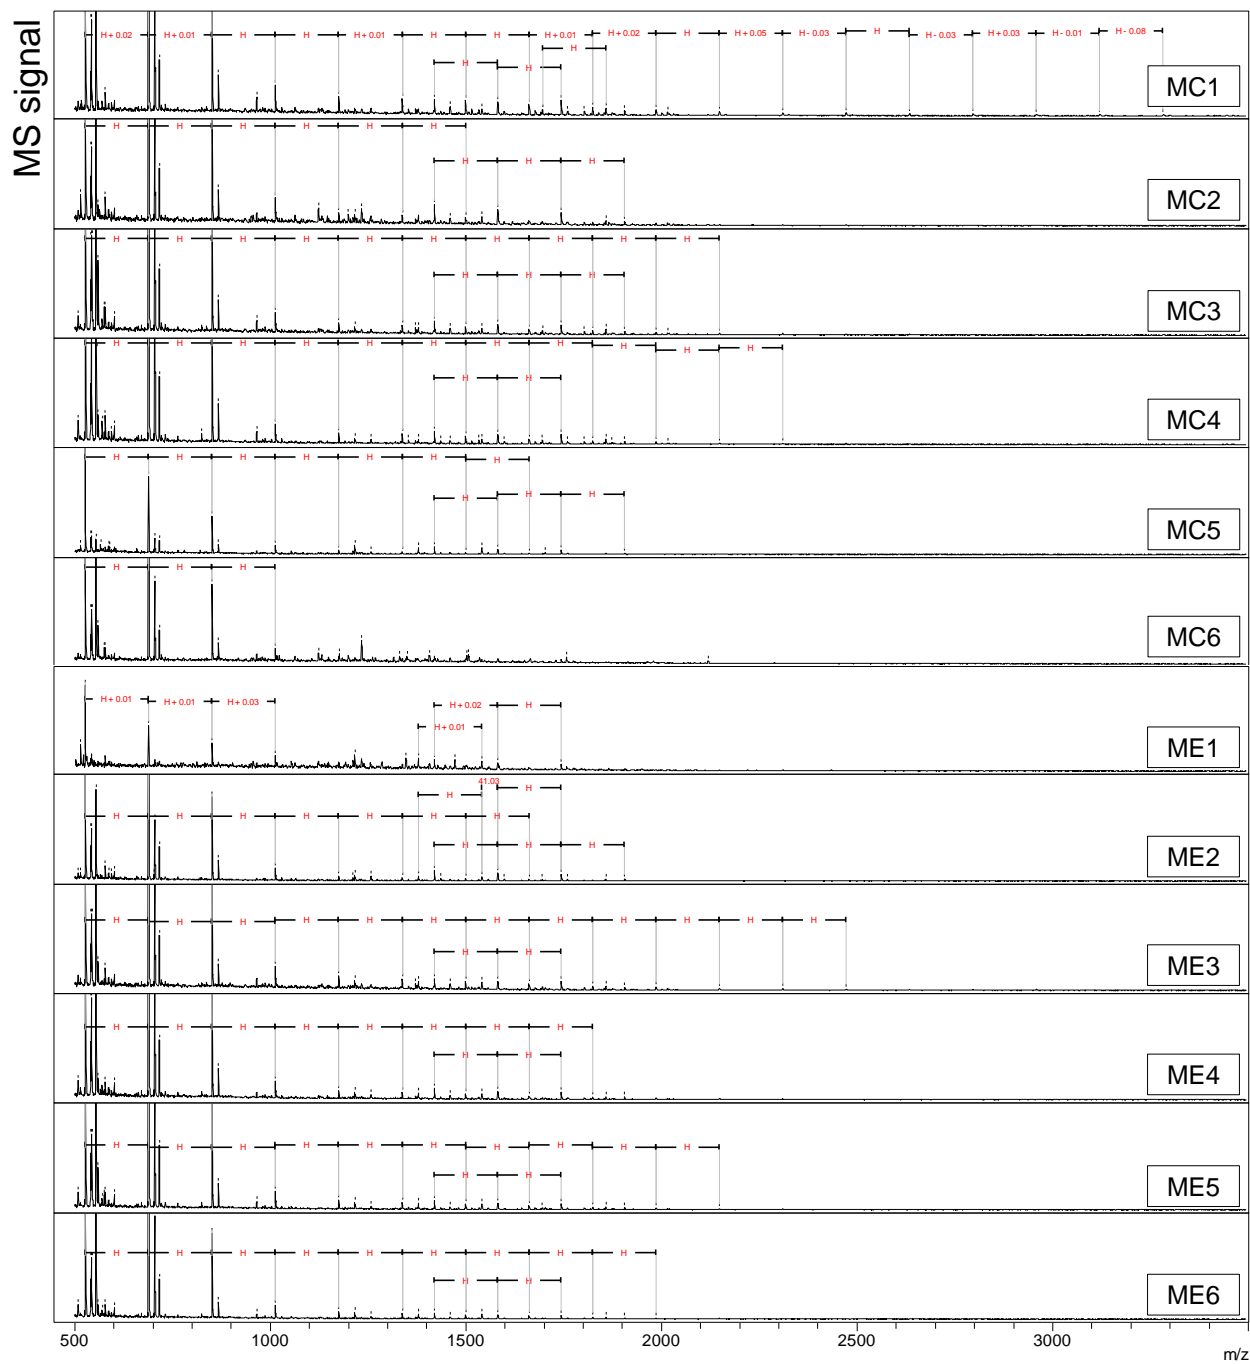 MS signal
H + 0.02 H + 0.01 H H H + 0.01 H H H + 0.01 H + 0.02 H H + 0.05 H - 0.03 H H - 0.03 H + 0.03 H - 0.01 H - 0.08
H
H H
MC1
H H H H H H
H H H
MC2
H H H H H H H H H H
H H H
MC3
H H H H H H H H H H H
H H
MC4
H H H H H H H
H H H
MC5
H H H
MC6
H + 0.01 H + 0.01 H + 0.03 H + 0.02 H
H + 0.01
ME1
41.03
H H
H H H H H H H
H H H
ME2
H H H H H H H H H H H H
H H
ME3
H H H H H H H H
H H
ME4
H H H H H H H H H H
H H
ME5
H H H H H H H H H
H H
ME6
500 1000 1500 2000 2500 3000
m/z